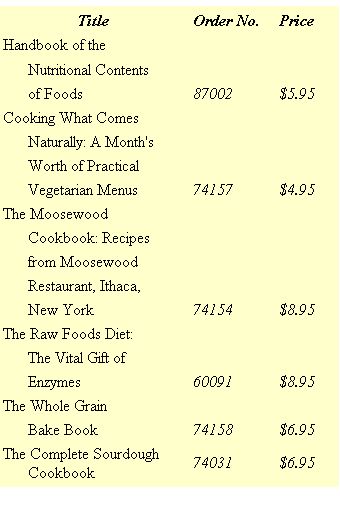 Title Order No. Price
Handbook of the
Nutritional Contents
of Foods 87002 $5.95
Cooking What Comes
Naturally: A Month's
Worth of Practical
Vegetarian Menus 74157 $4.95
The Moosewood
Cookbook: Recipes
from Moosewood
Restaurant, Ithaca,
New York 74154 $8.95
The Raw Foods Diet:
The Vital Gift of
Enzymes 60091 $8.95
The Whole Grain
Bake Book 74158 $6.95
The Complete Sourdough
Cookbook 74031 $6.95